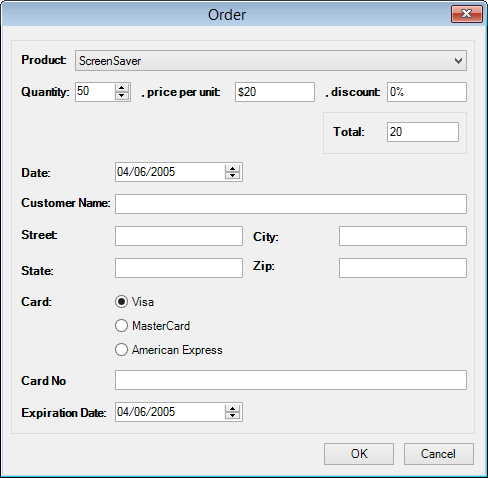 Order
Product: ScreenSaver
Quantity: 50 , price per unit: $20 , discount: 0%
Total: 20
Date: 04/06/2005
Customer Name:
Street: City:
State: Zip:
Card: Visa
MasterCard
American Express
Card No
Expiration Date: 04/06/2005
OK Cancel